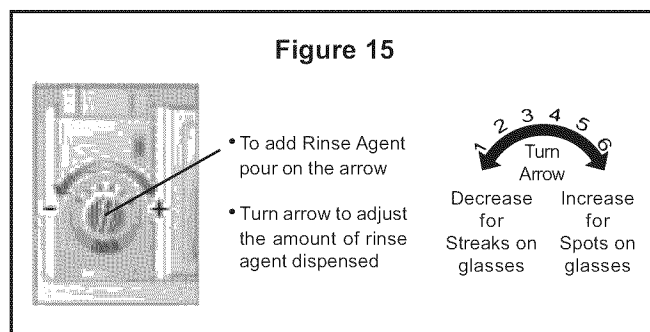 Figure 15
- +
• To add Rinse Agent
pour on the arrow
• Turn arrow to adjust
the amount of rinse
agent dispensed
1 2 3 4 5 6
Turn
Arrow
Decrease
for
Streaks on
glasses
Increase
for
Spots on
glasses